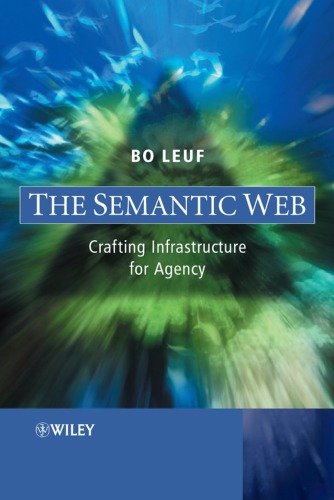 BO LEUF
THE SEMANTIC WEB
Crafting Infrastructure
for Agency
WILEY